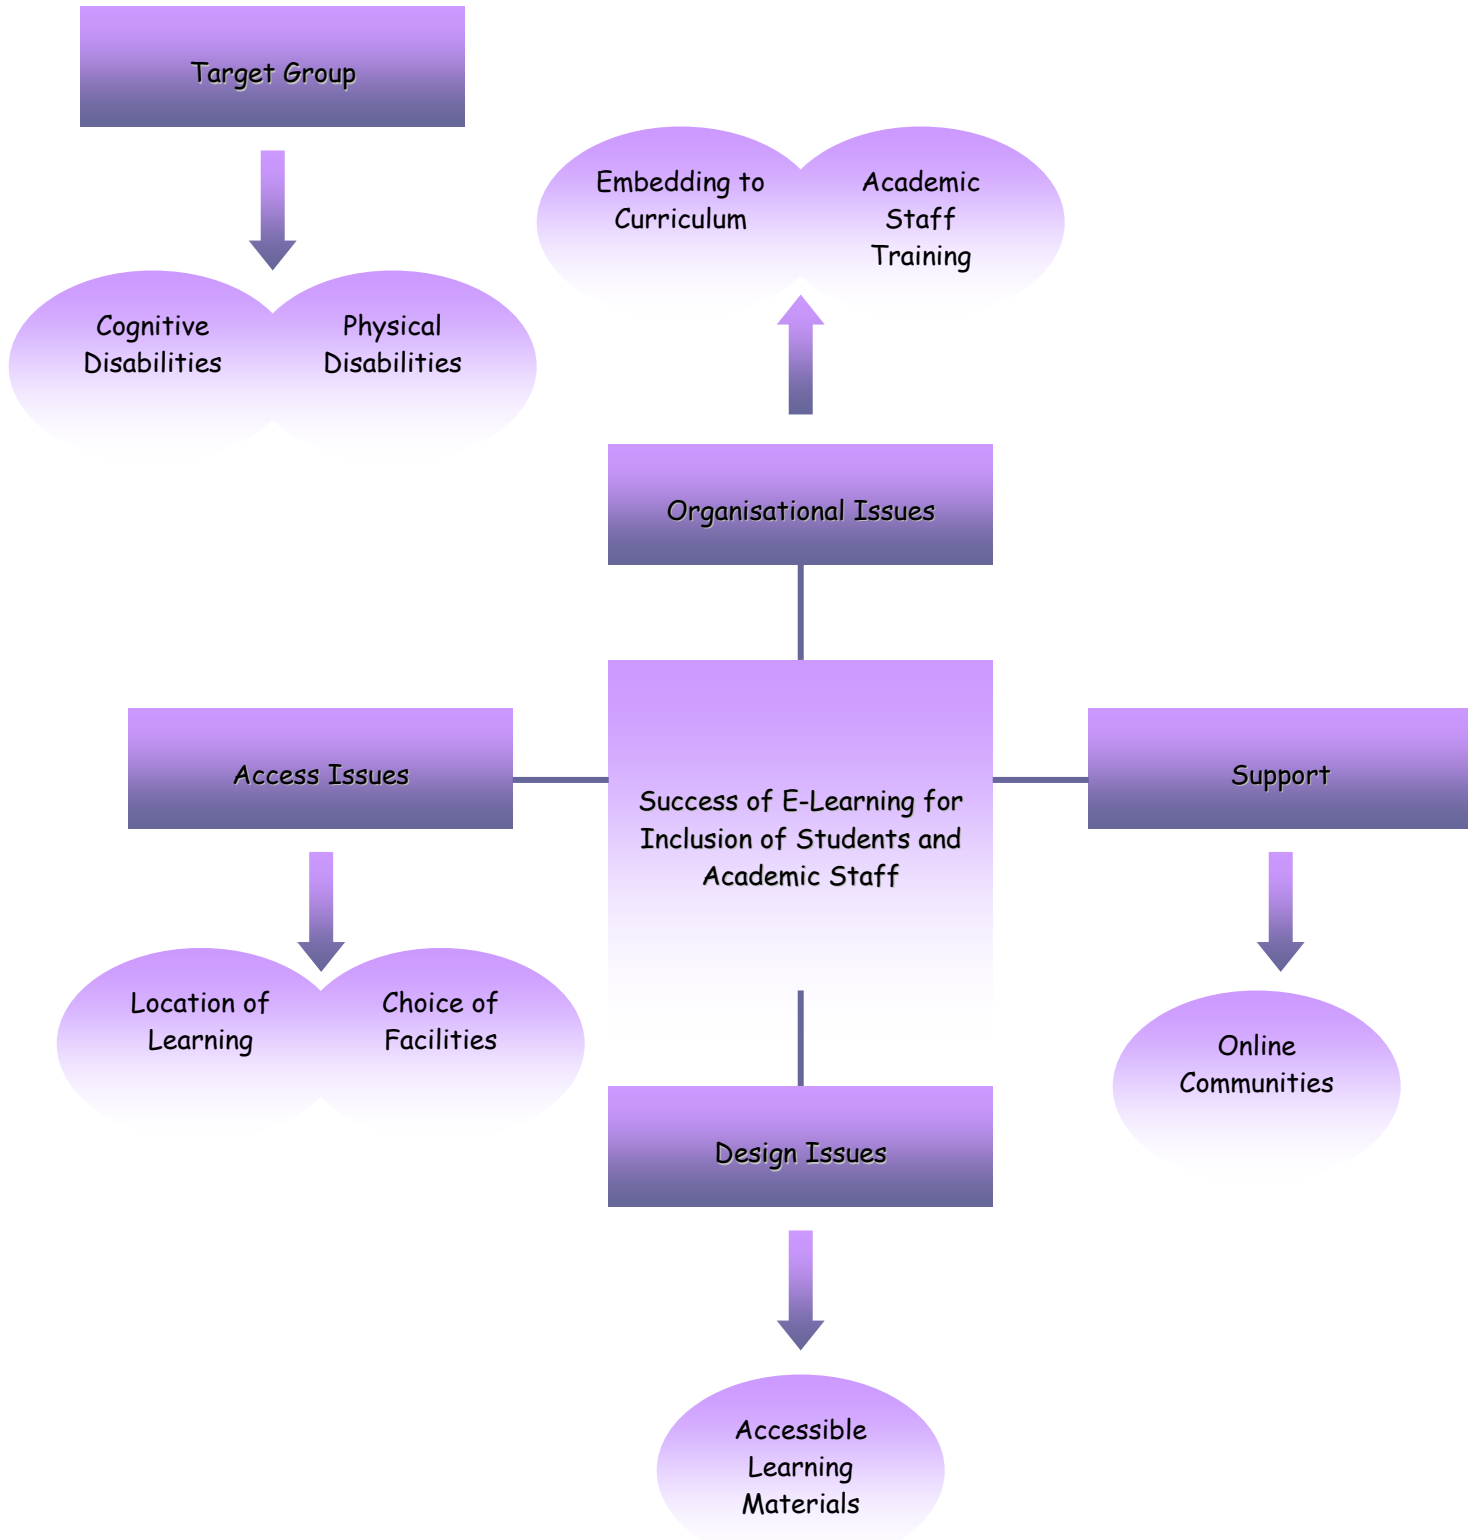 Target Group
Embedding to
Curriculum
Academic
Staff
Training
Cognitive
Disabilities
Physical
Disabilities
Organisational Issues
Access Issues
Success of E-Learning for
Inclusion of Students and
Academic Staff
Support
Location of
Learning
Choice of
Facilities
Online
Communities
Design Issues
Accessible
Learning
Materials